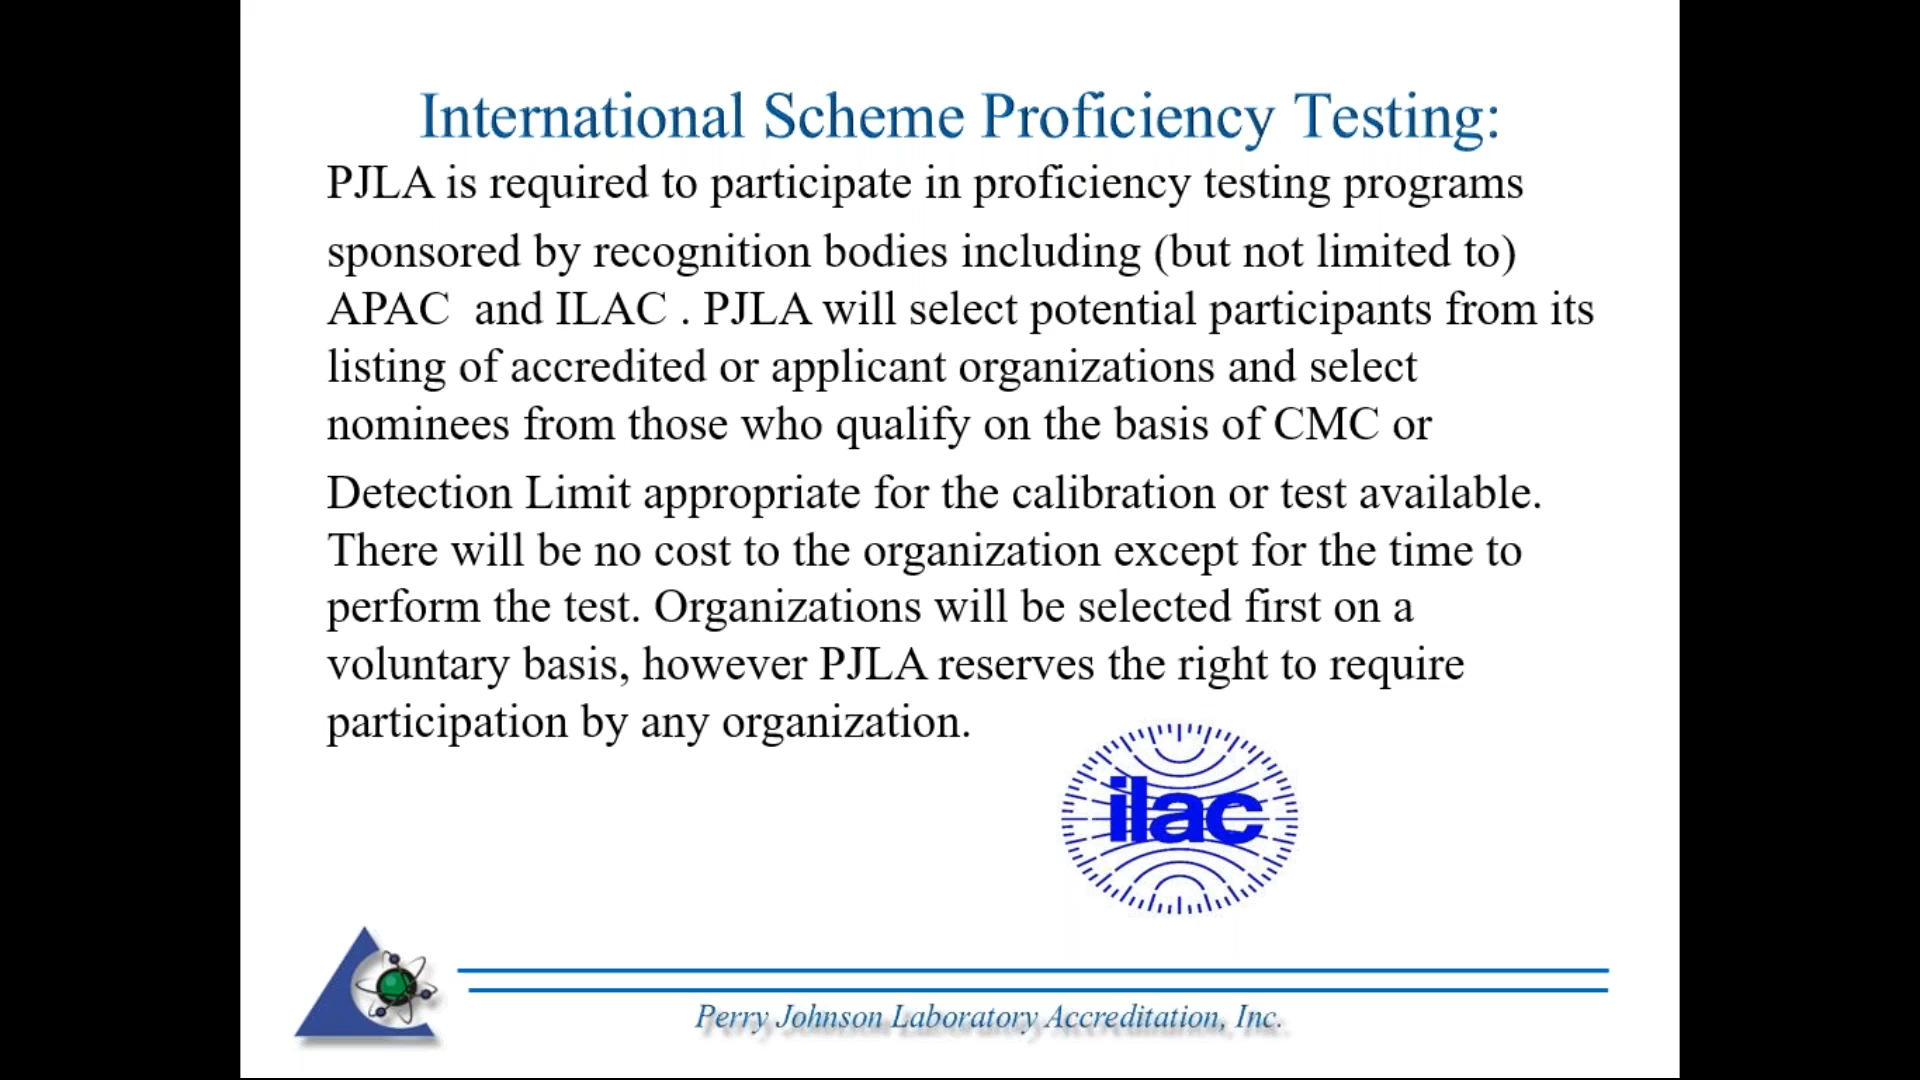 International Scheme Proficiency Testing:
PJLA is required to participate in proficiency testing programs
sponsored by recognition bodies including (but not limited to)
APAC  and ILAC . PJLA will select potential participants from its
listing of accredited or applicant organizations and select
nominees from those who qualify on the basis of CMC or
Detection Limit appropriate for the calibration or test available.
There will be no cost to the organization except for the time to
perform the test. Organizations will be selected first on a
voluntary basis, however PJLA reserves the right to require
participation by any organization.
ilac
Perry Johnson Laboratory Accreditation, Inc.